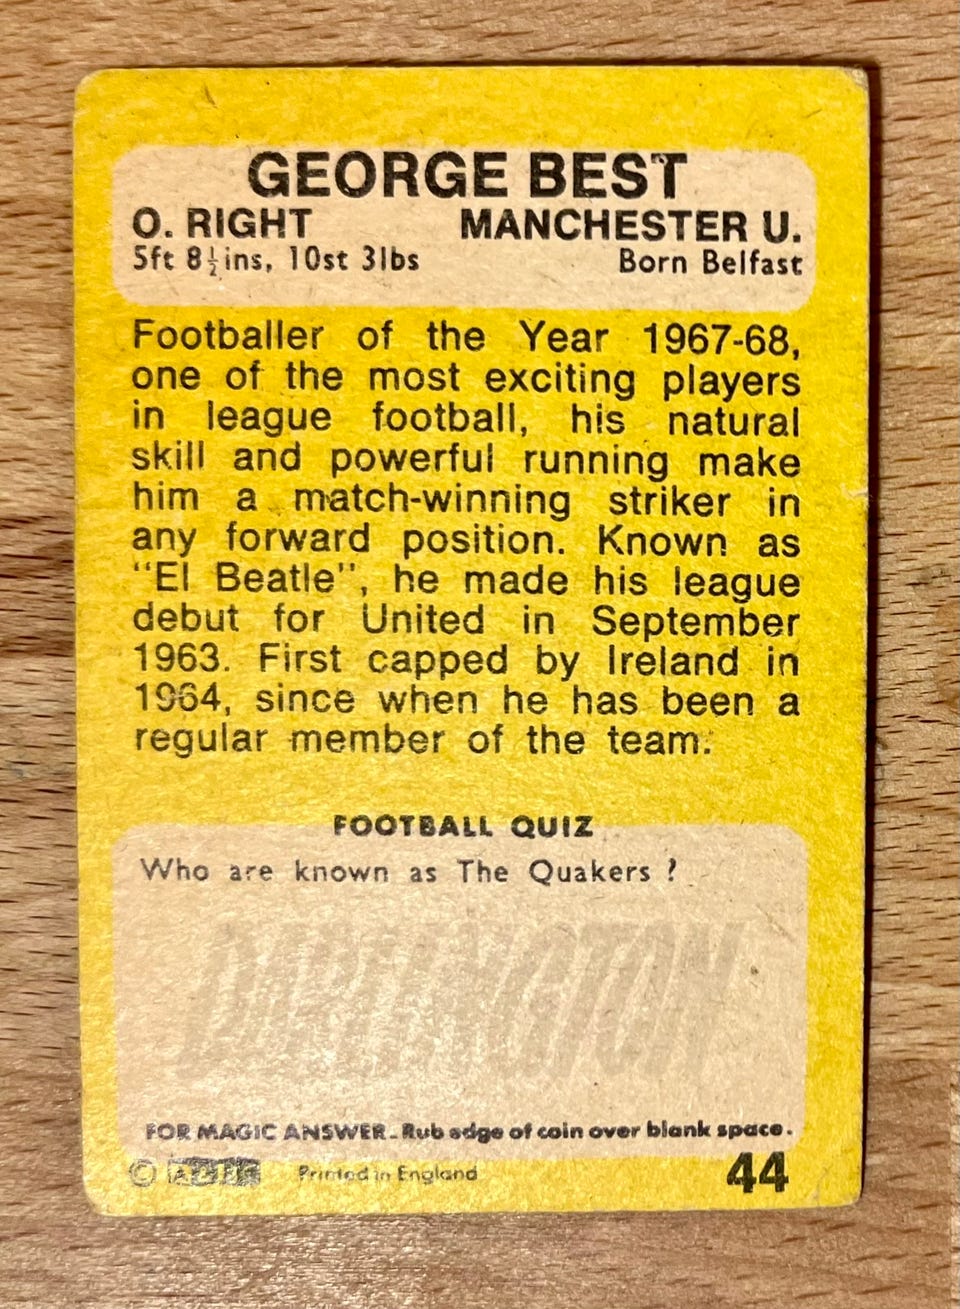 GEORGE BEST
O. RIGHT MANCHESTER U.
5ft 8½ins, 10st 3lbs Born Belfast
Footballer of the Year 1967-68,
one of the most exciting players
in league football, his natural
skill and powerful running make
him a match-winning striker in
any forward position. Known as
“El Beatle”, he made his league
debut for United in September
1963. First capped by Ireland in
1964, since when he has been a
regular member of the team.
FOOTBALL QUIZ
Who are known as The Quakers ?
DARLINGTON
FOR MAGIC ANSWER - Rub edge of coin over blank space.
© A.&B.C. Printed in England 44